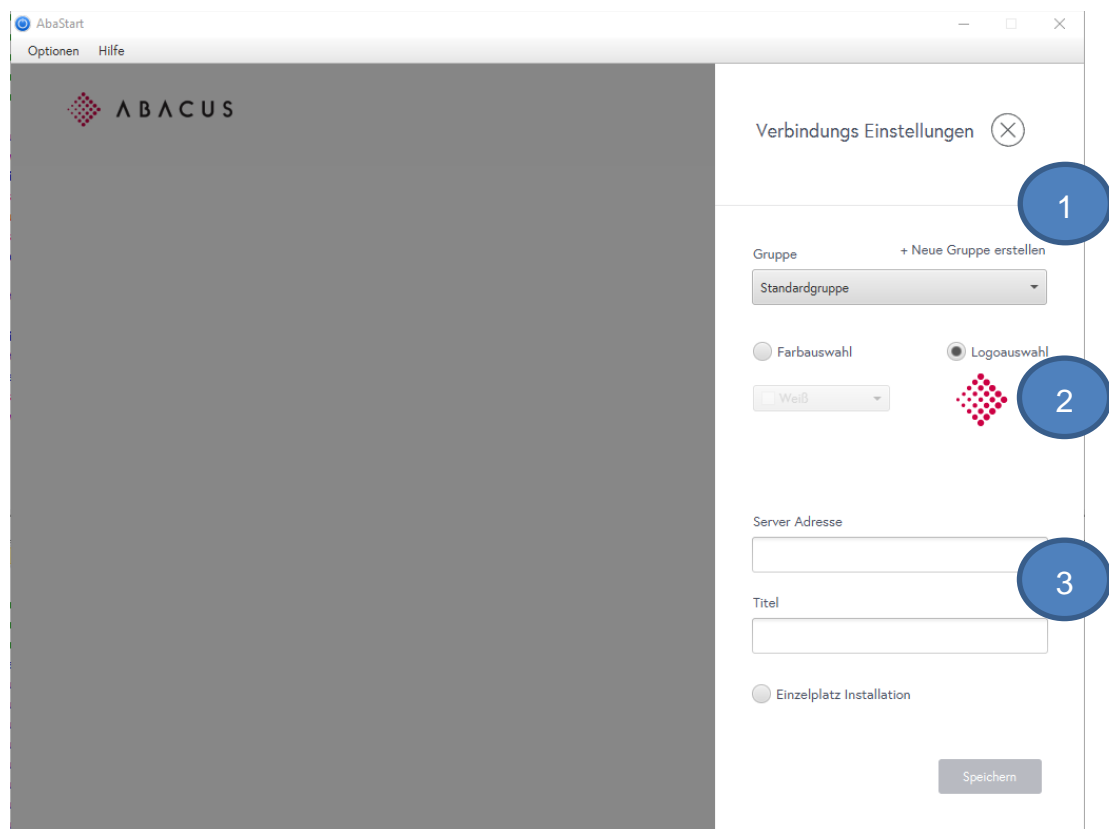 AbaStart
Optionen Hilfe
ABACUS
Verbindungs Einstellungen
1
Gruppe + Neue Gruppe erstellen
Standardgruppe
Farbauswahl Logoauswahl
Weiß
2
Server Adresse
3
Titel
Einzelplatz Installation
Speichern